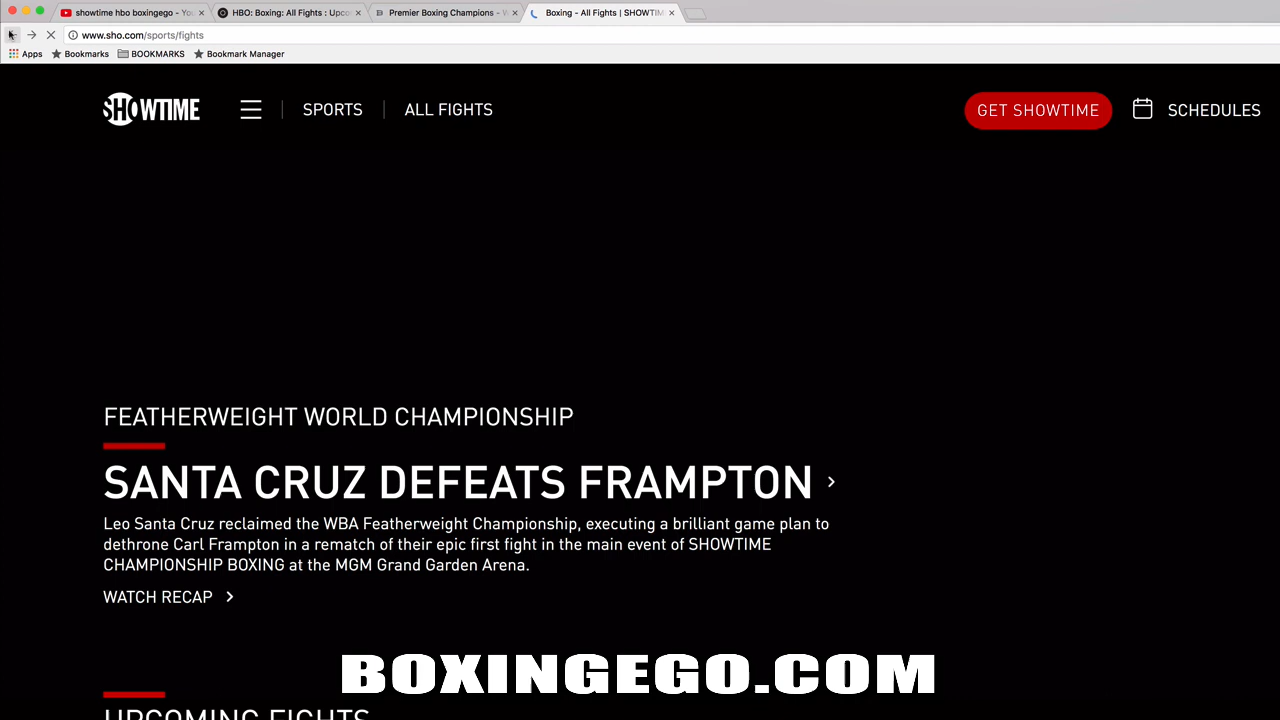 showtime hbo boxingego - You
HBO: Boxing: All Fights : Upco
Premier Boxing Champions - W
Boxing - All Fights | SHOWTIM
www.sho.com/sports/fights
Apps
Bookmarks
BOOKMARKS
Bookmark Manager
SHOWTIME
SPORTS
ALL FIGHTS
GET SHOWTIME
SCHEDULES
FEATHERWEIGHT WORLD CHAMPIONSHIP
SANTA CRUZ DEFEATS FRAMPTON
Leo Santa Cruz reclaimed the WBA Featherweight Championship, executing a brilliant game plan to
dethrone Carl Frampton in a rematch of their epic first fight in the main event of SHOWTIME
CHAMPIONSHIP BOXING at the MGM Grand Garden Arena.
WATCH RECAP
BOXINGEGO.COM
UPCOMING FIGHTS